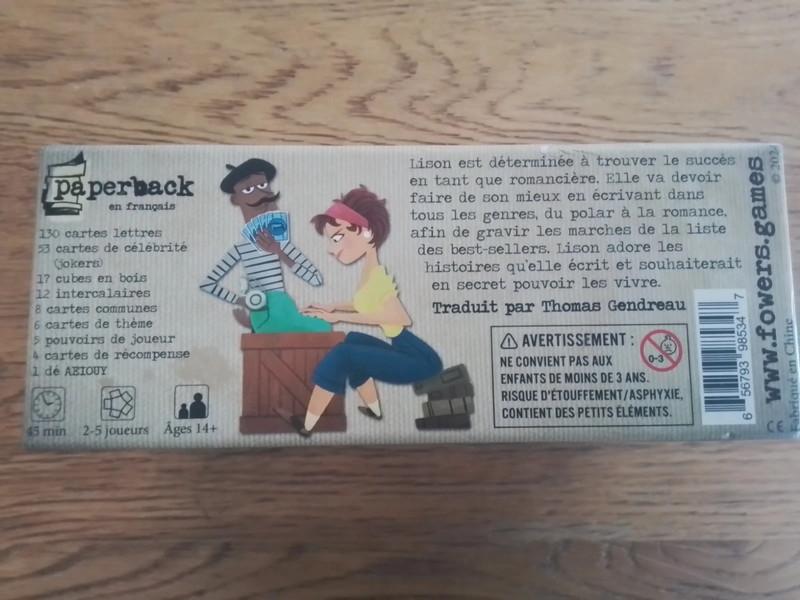 paperback
en français
130 cartes lettres
53 cartes de célébrité
(jokers)
17 cubes en bois
12 intercalaires
8 cartes communes
6 cartes de thème
5 pouvoirs de joueur
4 cartes de récompense
1 dé AEIOUY
45 min
2-5 joueurs
Âges 14+
Lison est déterminée à trouver le succès
en tant que romancière. Elle va devoir
faire de son mieux en écrivant dans
tous les genres, du polar à la romance,
afin de gravir les marches de la liste
des best-sellers. Lison adore les
histoires qu'elle écrit et souhaiterait
en secret pouvoir les vivre.
Traduit par Thomas Gendreau
AVERTISSEMENT :
NE CONVIENT PAS AUX
ENFANTS DE MOINS DE 3 ANS.
RISQUE D'ÉTOUFFEMENT/ASPHYXIE,
CONTIENT DES PETITS ÉLÉMENTS.
0-3
6 56793 98534 7
www.fowers.games
©
CE Fabriqué en Chine